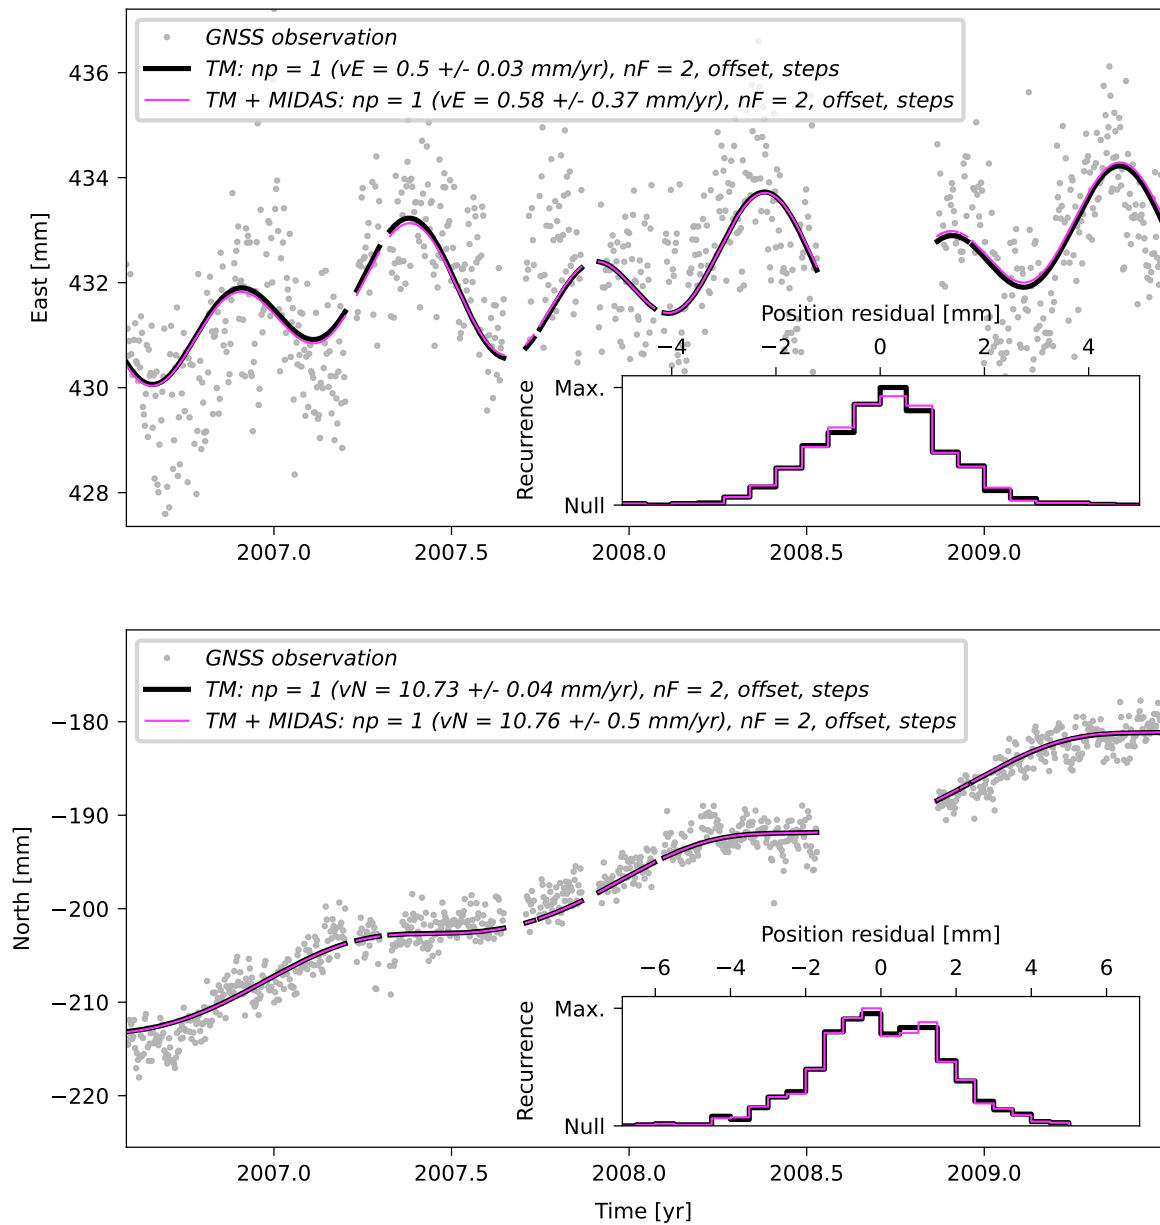 GNSS observation
TM: np = 1 (vE = 0.5 +/- 0.03 mm/yr), nF = 2, offset, steps
TM + MIDAS: np = 1 (vE = 0.58 +/- 0.37 mm/yr), nF = 2, offset, steps
436
434
432
430
428
East [mm]
Position residual [mm]
−4 −2 0 2 4
Max.
Null
Recurrence
2007.0 2007.5 2008.0 2008.5 2009.0
GNSS observation
TM: np = 1 (vN = 10.73 +/- 0.04 mm/yr), nF = 2, offset, steps
TM + MIDAS: np = 1 (vN = 10.76 +/- 0.5 mm/yr), nF = 2, offset, steps
−180
−190
−200
−210
−220
North [mm]
Position residual [mm]
−6 −4 −2 0 2 4 6
Max.
Null
Recurrence
2007.0 2007.5 2008.0 2008.5 2009.0
Time [yr]